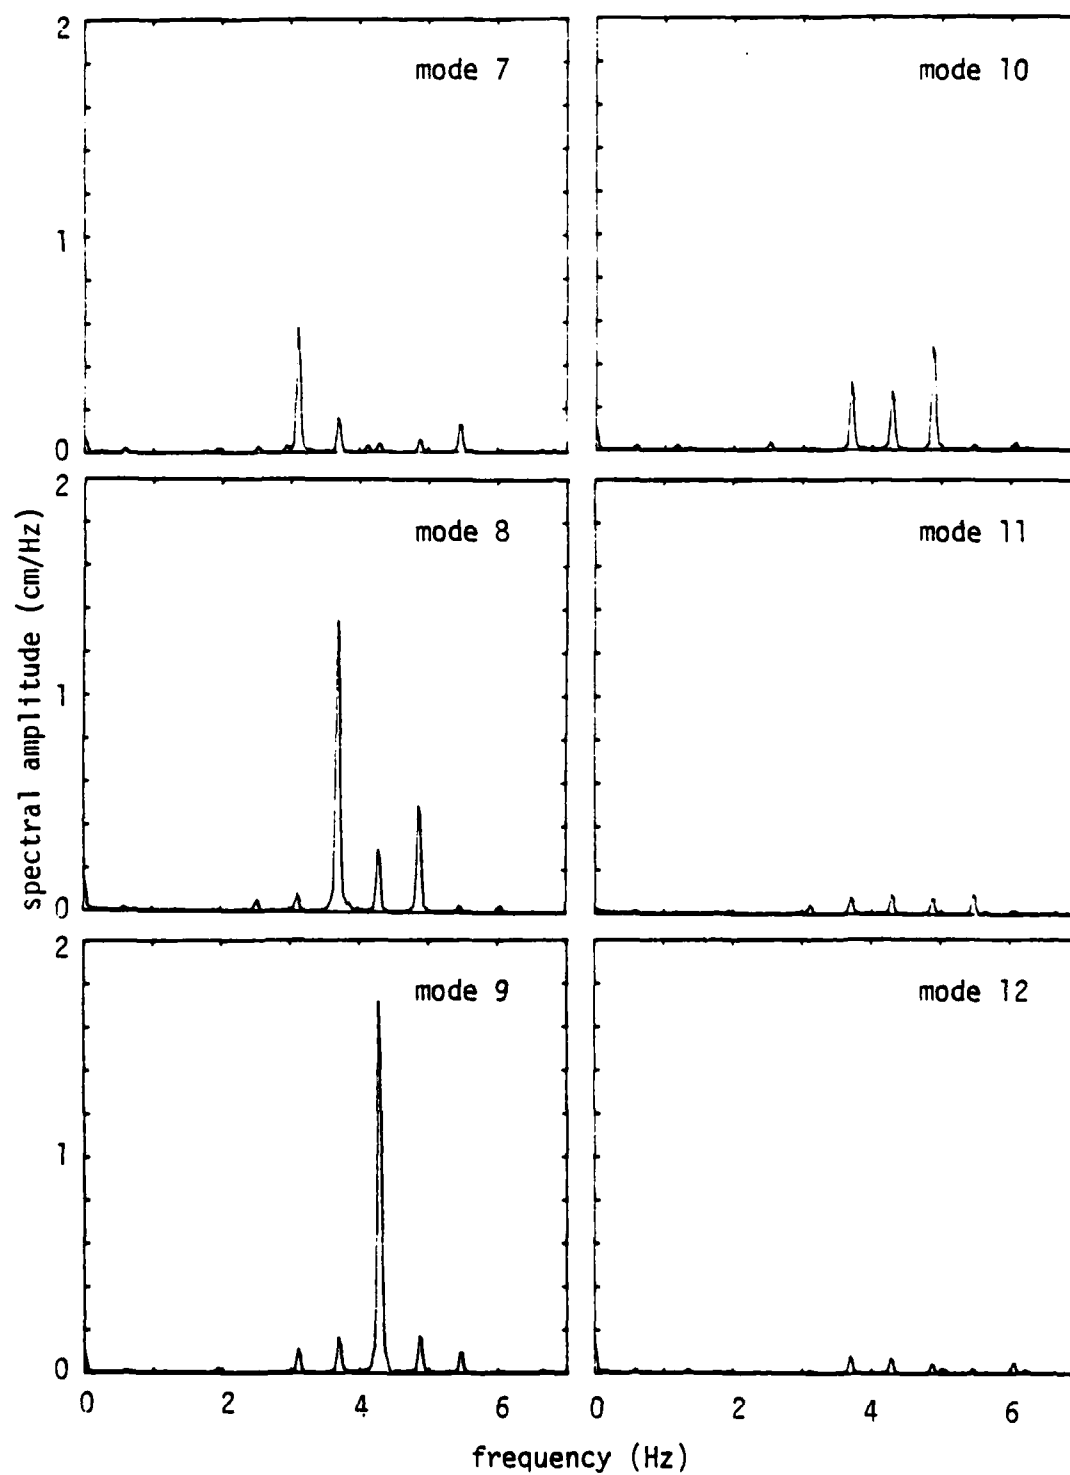 2
mode 7
mode 10
1
0
2
mode 8
mode 11
1
0
2
mode 9
mode 12
1
0
0 2 4 6
0 2 4 6
spectral amplitude (cm/Hz)
frequency (Hz)